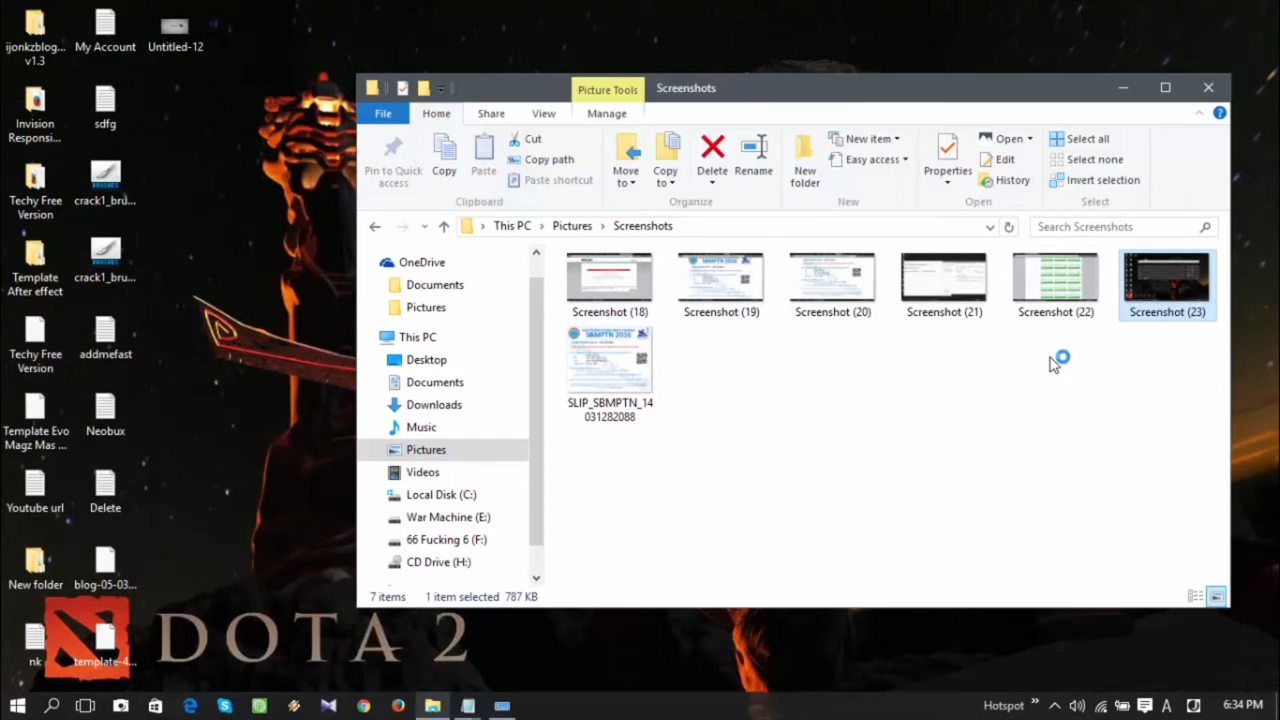 ijonkzblog... v1.3
My Account
Untitled-12
Invision Responsi...
sdfg
Techy Free Version
crack1_bru...
Template After effect
crack1_bru...
Techy Free Version
addmefast
Template Evo Magz Mas ...
Neobux
Youtube url
Delete
New folder
blog-05-03...
nk
template-4...
DOTA 2
Picture Tools
Screenshots
File
Home
Share
View
Manage
Pin to Quick access
Copy
Paste
Cut
Copy path
Paste shortcut
Clipboard
Move to
Copy to
Delete
Rename
Organize
New folder
New item
Easy access
New
Properties
Open
Edit
History
Open
Select all
Select none
Invert selection
Select
This PC
Pictures
Screenshots
Search Screenshots
OneDrive
Documents
Pictures
This PC
Desktop
Documents
Downloads
Music
Pictures
Videos
Local Disk (C:)
War Machine (E:)
66 Fucking 6 (F:)
CD Drive (H:)
Screenshot (18)
Screenshot (19)
Screenshot (20)
Screenshot (21)
Screenshot (22)
Screenshot (23)
SBMPTN 2016
SLIP_SBMPTN_14
031282088
7 items
1 item selected 787 KB
BRUSHES
BRUSHES
Hotspot
6:34 PM